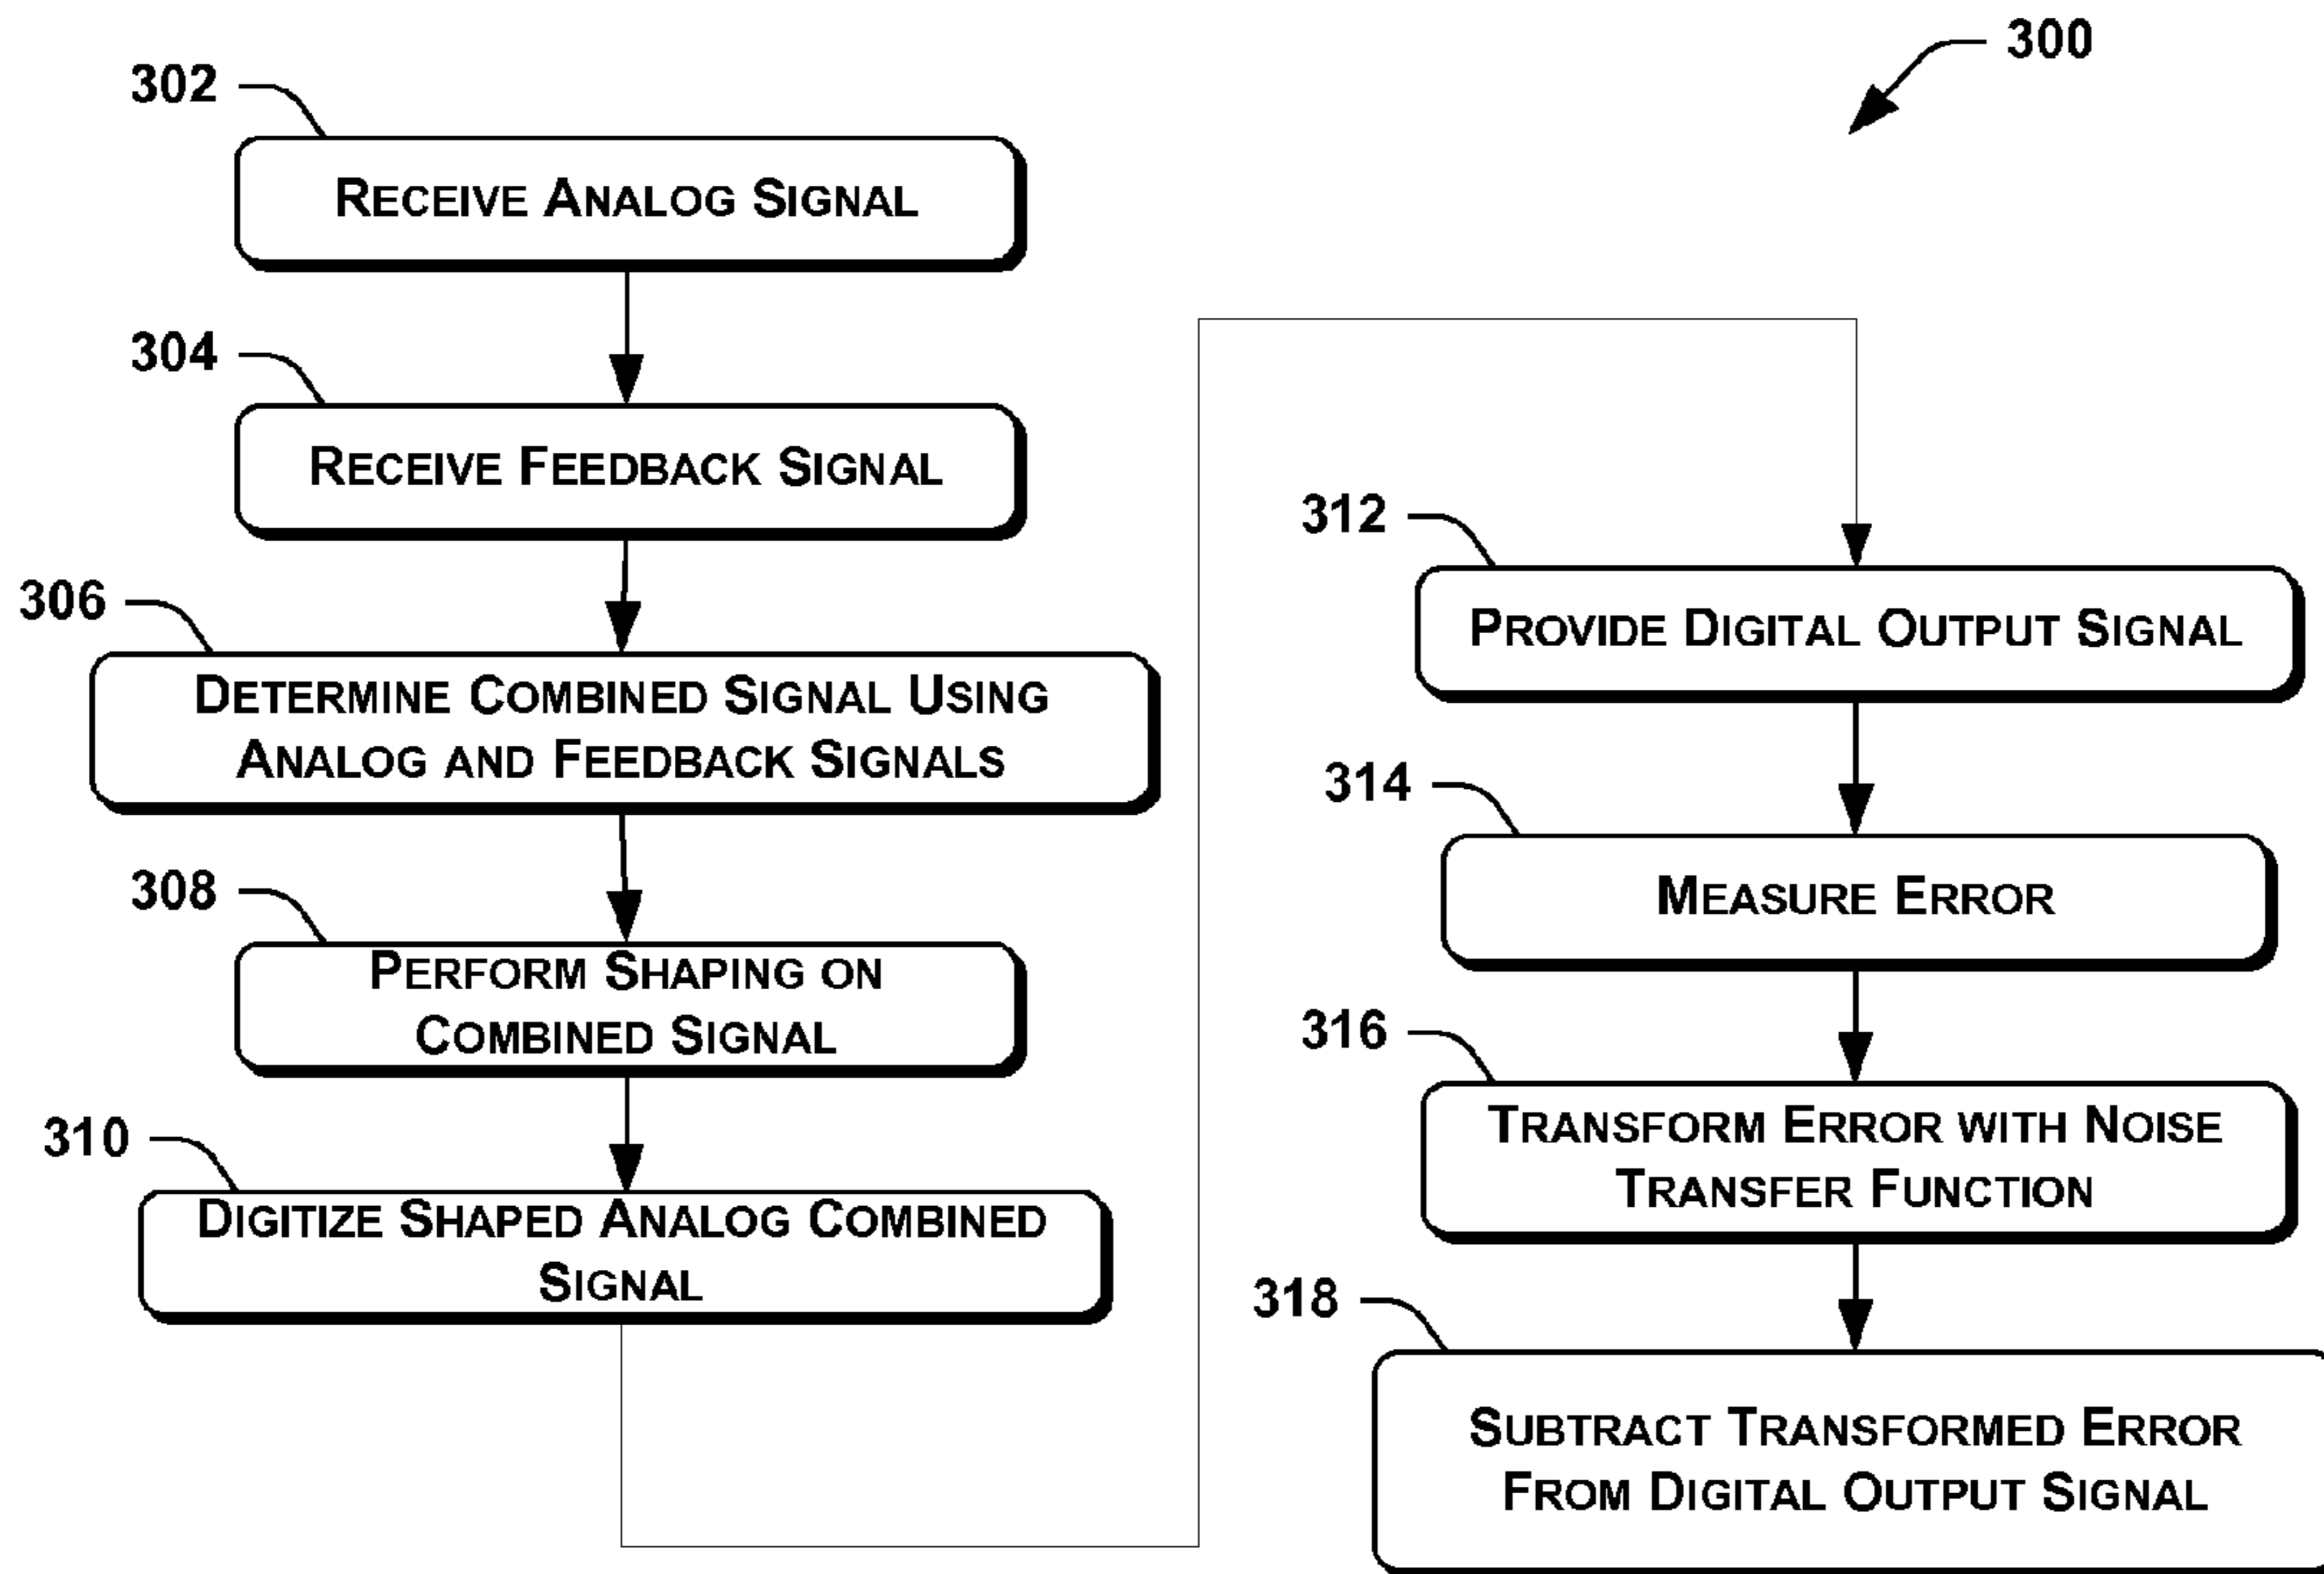 300
302
RECEIVE ANALOG SIGNAL
304
RECEIVE FEEDBACK SIGNAL
306
DETERMINE COMBINED SIGNAL USING
ANALOG AND FEEDBACK SIGNALS
308
PERFORM SHAPING ON
COMBINED SIGNAL
310
DIGITIZE SHAPED ANALOG COMBINED
SIGNAL
312
PROVIDE DIGITAL OUTPUT SIGNAL
314
MEASURE ERROR
316
TRANSFORM ERROR WITH NOISE
TRANSFER FUNCTION
318
SUBTRACT TRANSFORMED ERROR
FROM DIGITAL OUTPUT SIGNAL